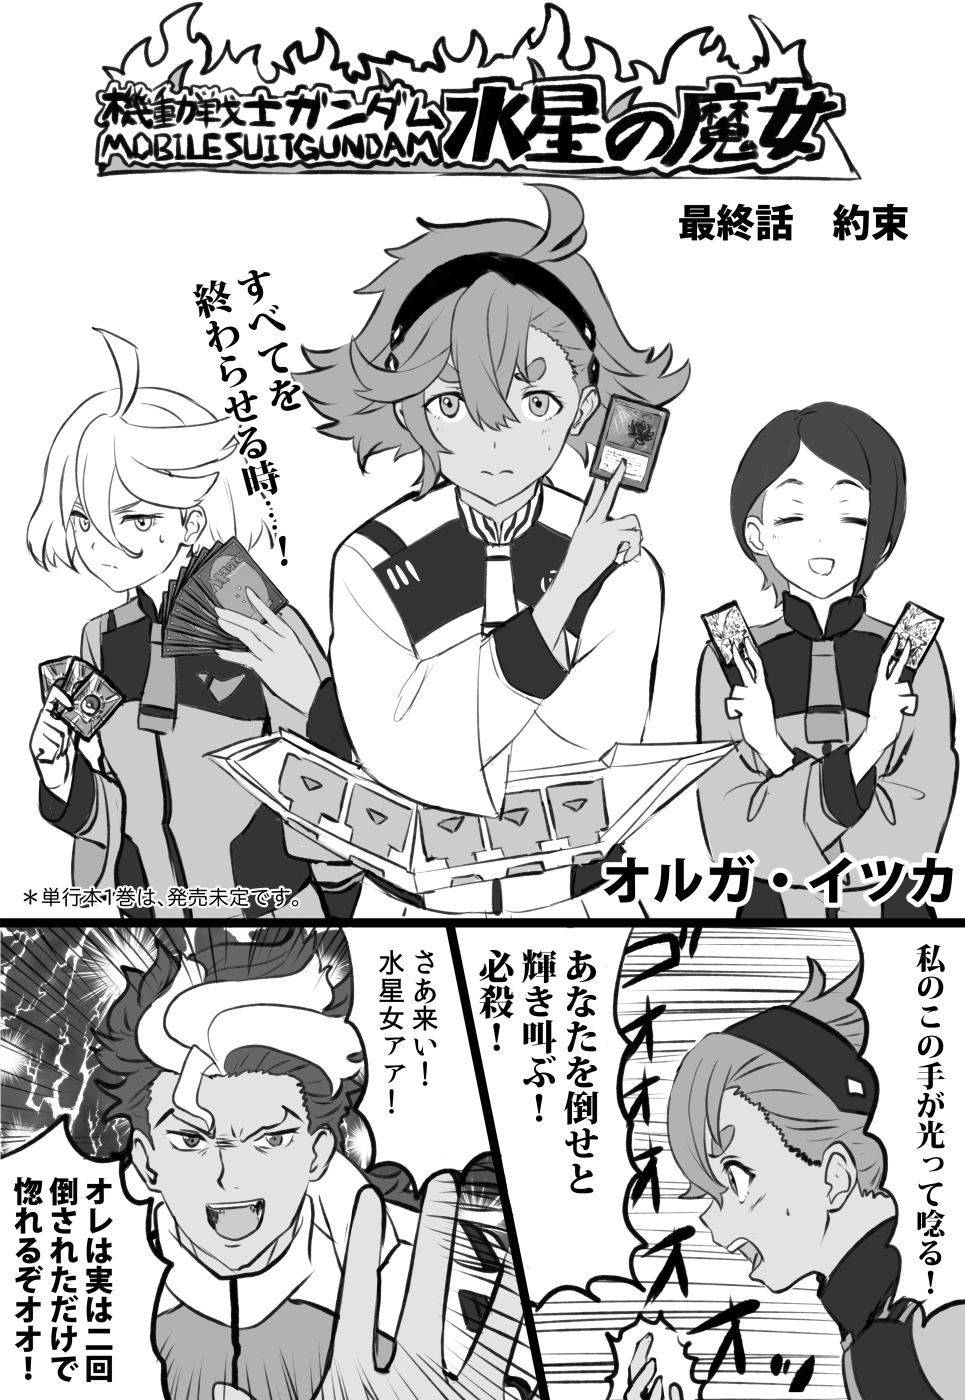 機動戦士ガンダム
MOBILE SUIT GUNDAM
水星の魔女
最終話　約束
すべてを
終わらせる時……！
MAGIC
オルガ・イツカ
＊単行本1巻は、発売未定です。
私のこの手が光って唸る！
ゴオオオオオ
あなたを倒せと
輝き叫ぶ！
必殺！
さあ来い！
水星女ァァ！
オレは実は二回
倒されただけで
惚れるぞオオ！